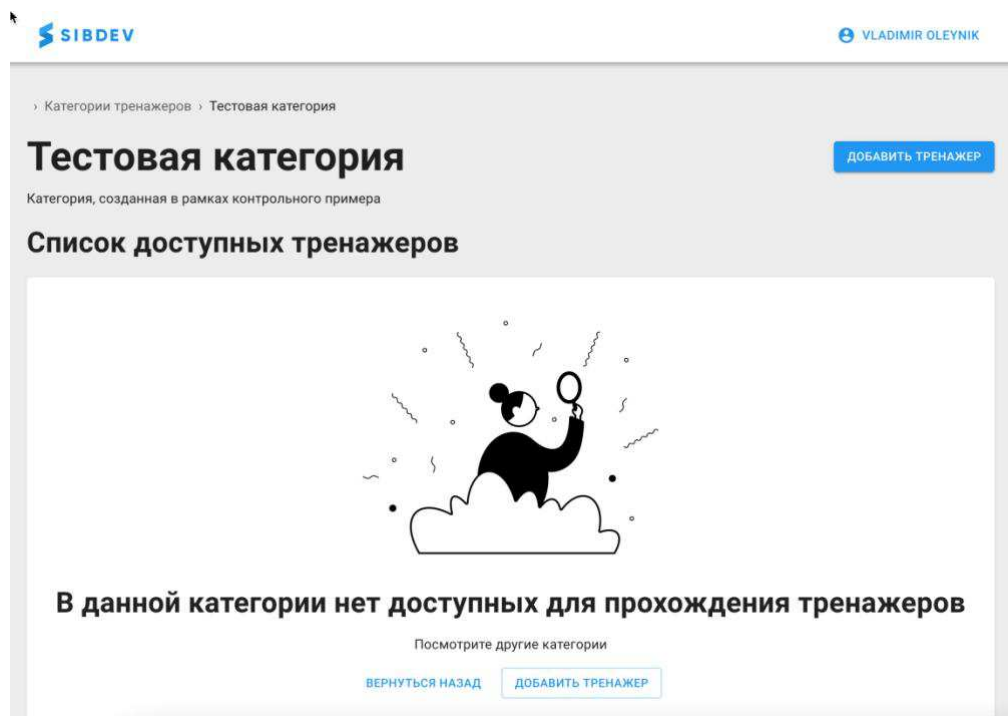 SIBDEV
VLADIMIR OLEYNIK
› Категории тренажеров › Тестовая категория
Тестовая категория
ДОБАВИТЬ ТРЕНАЖЕР
Категория, созданная в рамках контрольного примера
Список доступных тренажеров
В данной категории нет доступных для прохождения тренажеров
Посмотрите другие категории
ВЕРНУТЬСЯ НАЗАД
ДОБАВИТЬ ТРЕНАЖЕР